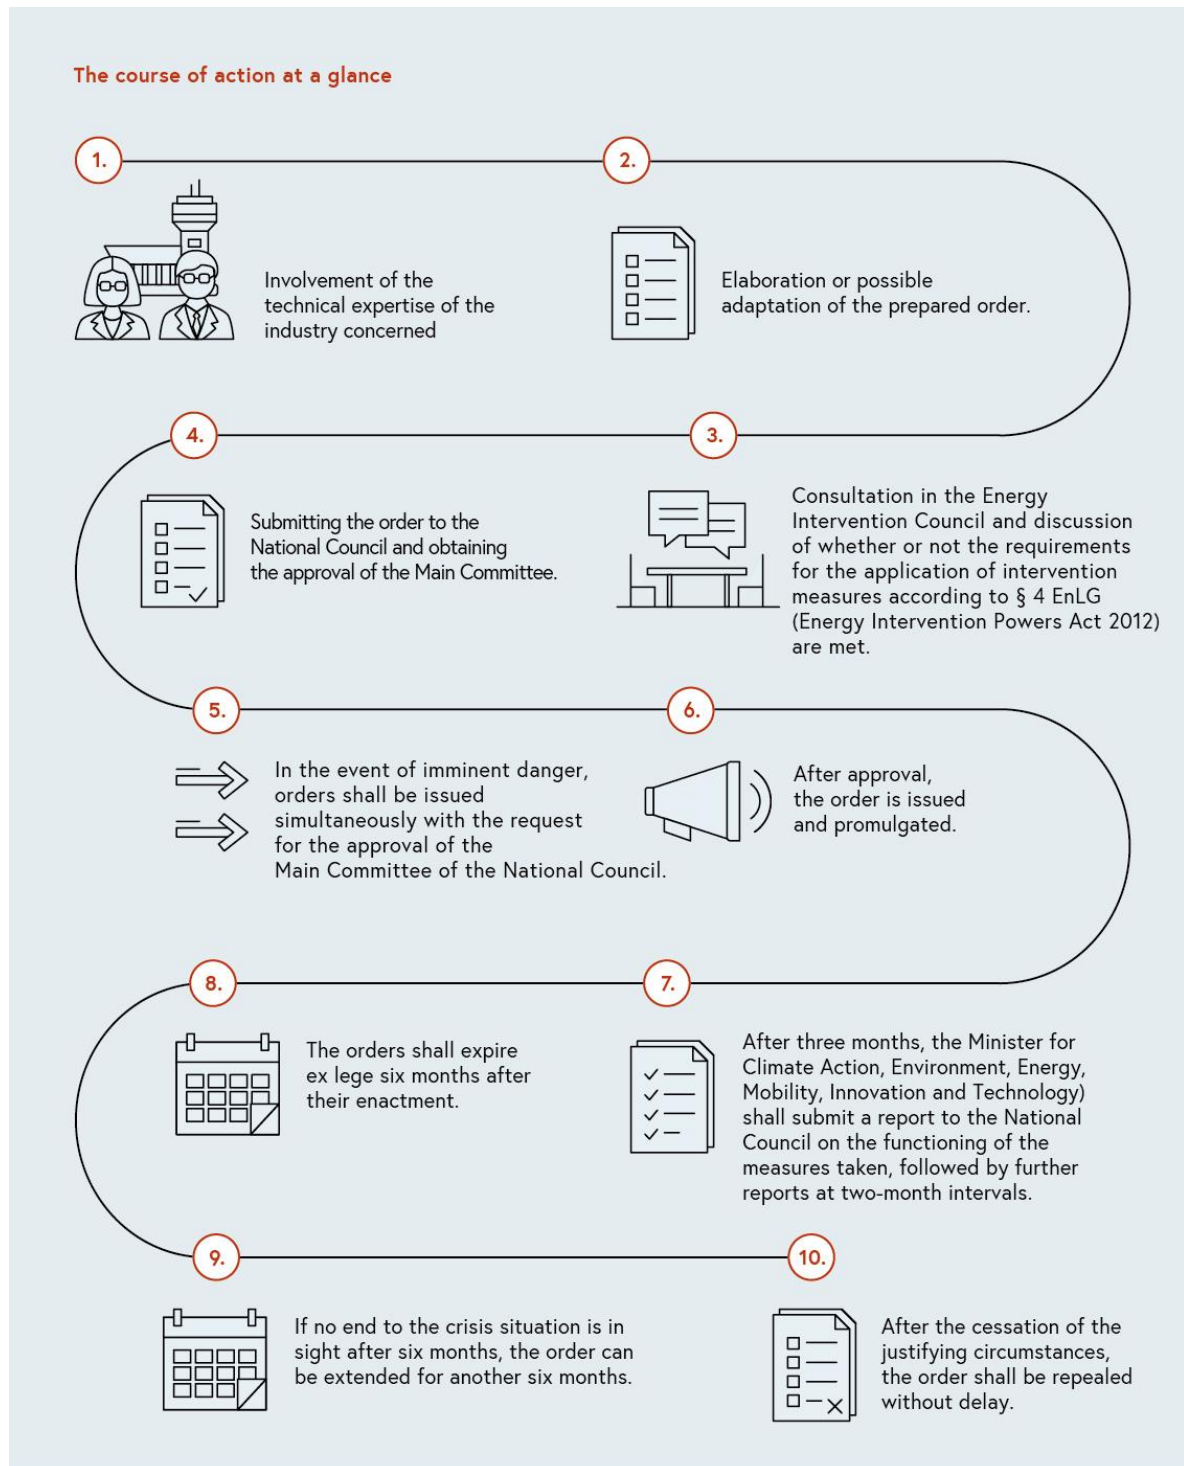 The course of action at a glance
1.
Involvement of the
technical expertise of the
industry concerned
2.
Elaboration or possible
adaptation of the prepared order.
3.
Consultation in the Energy
Intervention Council and discussion
of whether or not the requirements
for the application of intervention
measures according to § 4 EnLG
(Energy Intervention Powers Act 2012)
are met.
4.
Submitting the order to the
National Council and obtaining
the approval of the Main Committee.
5.
In the event of imminent danger,
orders shall be issued
simultaneously with the request
for the approval of the
Main Committee of the National Council.
6.
After approval,
the order is issued
and promulgated.
7.
After three months, the Minister for
Climate Action, Environment, Energy,
Mobility, Innovation and Technology)
shall submit a report to the National
Council on the functioning of the
measures taken, followed by further
reports at two-month intervals.
8.
The orders shall expire
ex lege six months after
their enactment.
9.
If no end to the crisis situation is in
sight after six months, the order can
be extended for another six months.
10.
After the cessation of the
justifying circumstances,
the order shall be repealed
without delay.